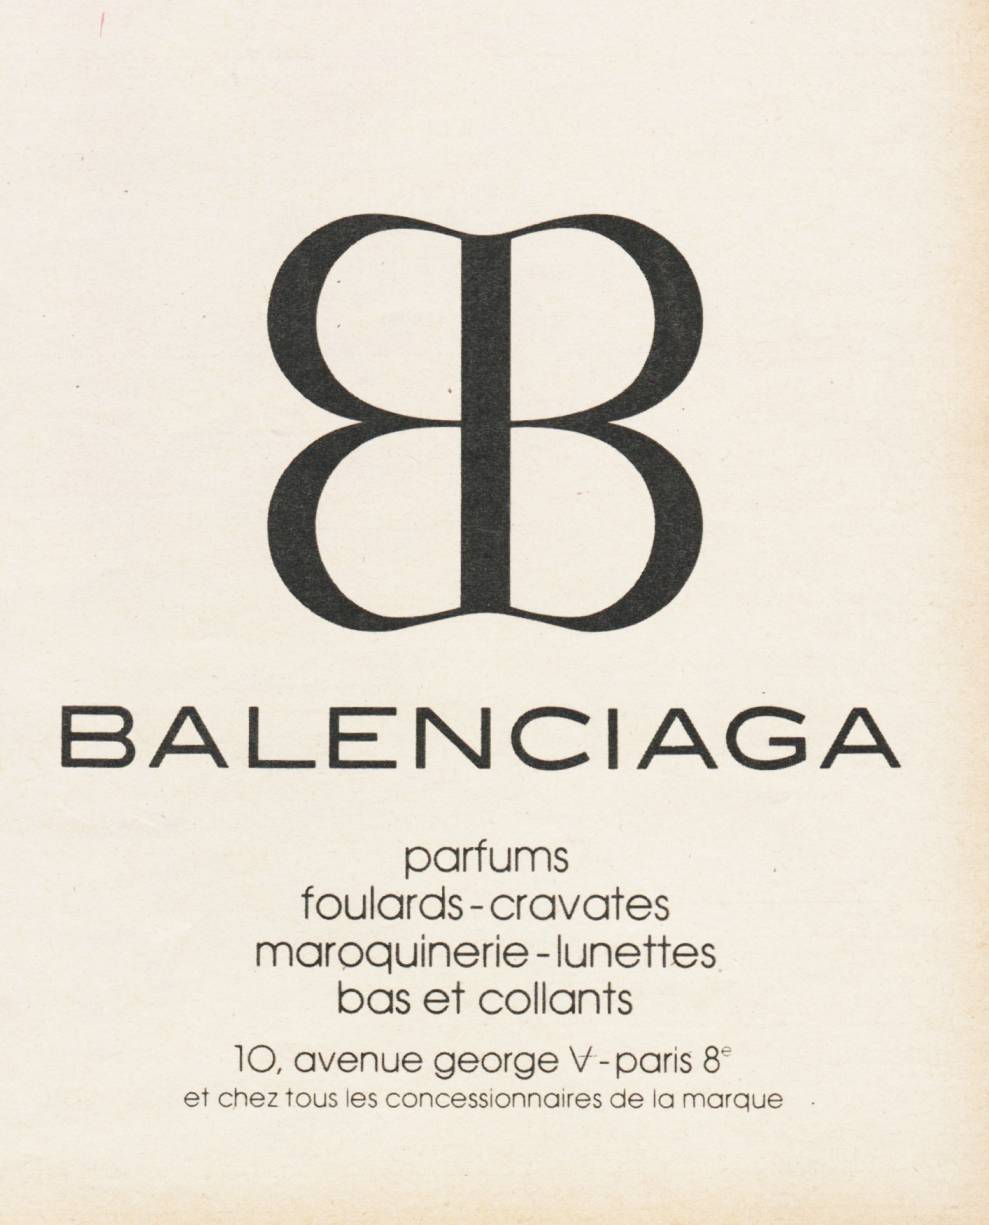 BALENCIAGA
parfums
foulards-cravates
maroquinerie-lunettes
bas et collants
10, avenue george V-paris 8e
et chez tous les concessionnaires de la marque